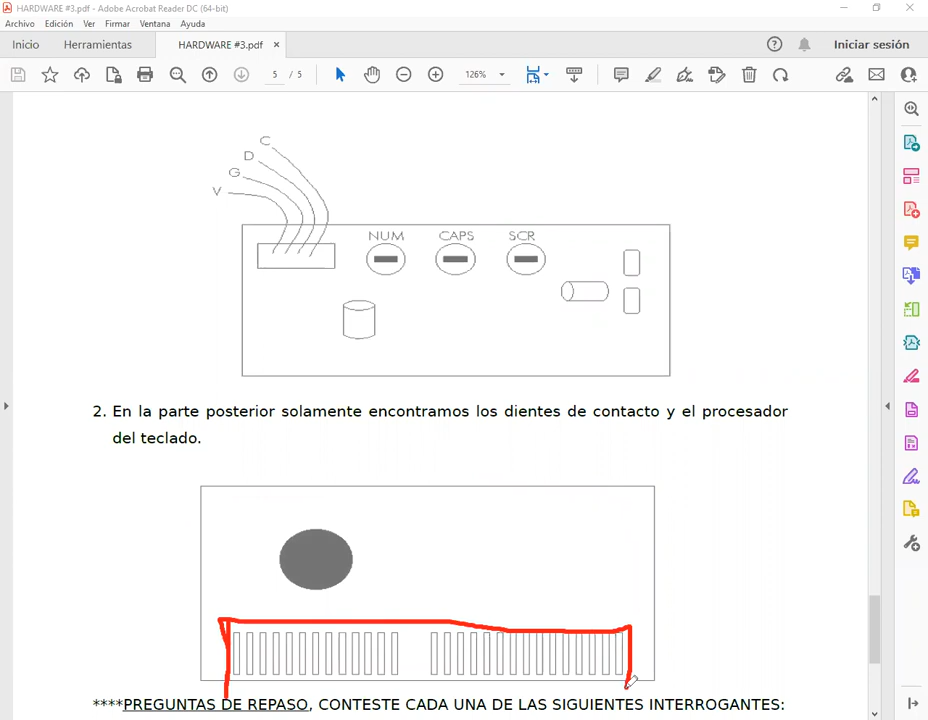 HARDWARE #3.pdf - Adobe Acrobat Reader DC (64-bit)
Archivo Edición Ver Firmar Ventana Ayuda
Inicio Herramientas HARDWARE #3.pdf × Iniciar sesión
5 / 5 126%
C
D
G
V
NUM CAPS SCR
2. En la parte posterior solamente encontramos los dientes de contacto y el procesador
del teclado.
****PREGUNTAS DE REPASO, CONTESTE CADA UNA DE LAS SIGUIENTES INTERROGANTES: